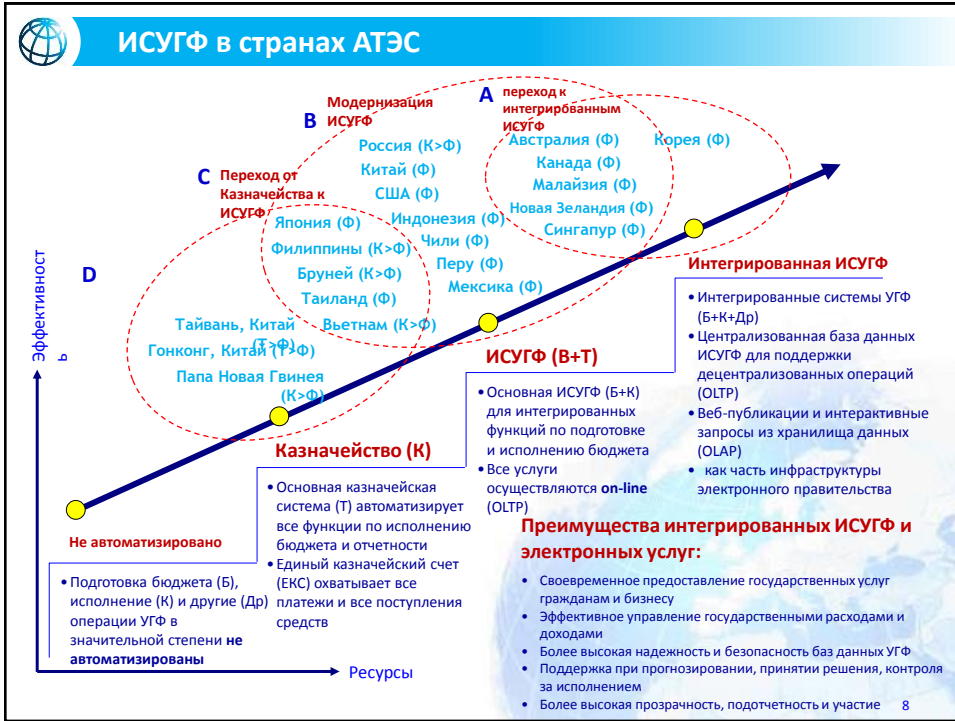 ИСУГФ в странах АТЭС
A
переход к
интегрированным
ИСУГФ
Модернизация
ИСУГФ
B
Россия (К>Ф)
Китай (Ф)
США (Ф)
Австралия (Ф)
Канада (Ф)
Малайзия (Ф)
Новая Зеландия (Ф)
Сингапур (Ф)
Корея (Ф)
C
Переход от
Казначейства к
ИСУГФ
Япония (Ф)
Филиппины (К>Ф)
Бруней (К>Ф)
Таиланд (Ф)
Вьетнам (К>Ф)
Индонезия (Ф)
Чили (Ф)
Перу (Ф)
Мексика (Ф)
D
Тайвань, Китай
(Т>Ф)
Гонконг, Китай (Т>Ф)
Папа Новая Гвинея
(К>Ф)
Эффективност
ь
Интегрированная ИСУГФ
• Интегрированные системы УГФ
(Б+К+Др)
• Централизованная база данных
ИСУГФ для поддержки
децентрализованных операций
(OLTP)
• Веб-публикации и интерактивные
запросы из хранилища данных
(OLAP)
• как часть инфраструктуры
электронного правительства
ИСУГФ (В+Т)
• Основная ИСУГФ (Б+К)
для интегрированных
функций по подготовке
и исполнению бюджета
• Все услуги
осуществляются on-line
(OLTP)
Казначейство (К)
• Основная казначейская
система (Т) автоматизирует
все функции по исполнению
бюджета и отчетности
• Единый казначейский счет
(ЕКС) охватывает все
платежи и все поступления
средств
Не автоматизировано
• Подготовка бюджета (Б),
исполнение (К) и другие (Др)
операции УГФ в
значительной степени не
автоматизированы
Ресурсы
Преимущества интегрированных ИСУГФ и
электронных услуг:
• Своевременное предоставление государственных услуг
гражданам и бизнесу
• Эффективное управление государственными расходами и
доходами
• Более высокая надежность и безопасность баз данных УГФ
• Поддержка при прогнозировании, принятии решения, контроля
за исполнением
• Более высокая прозрачность, подотчетность и участие
8